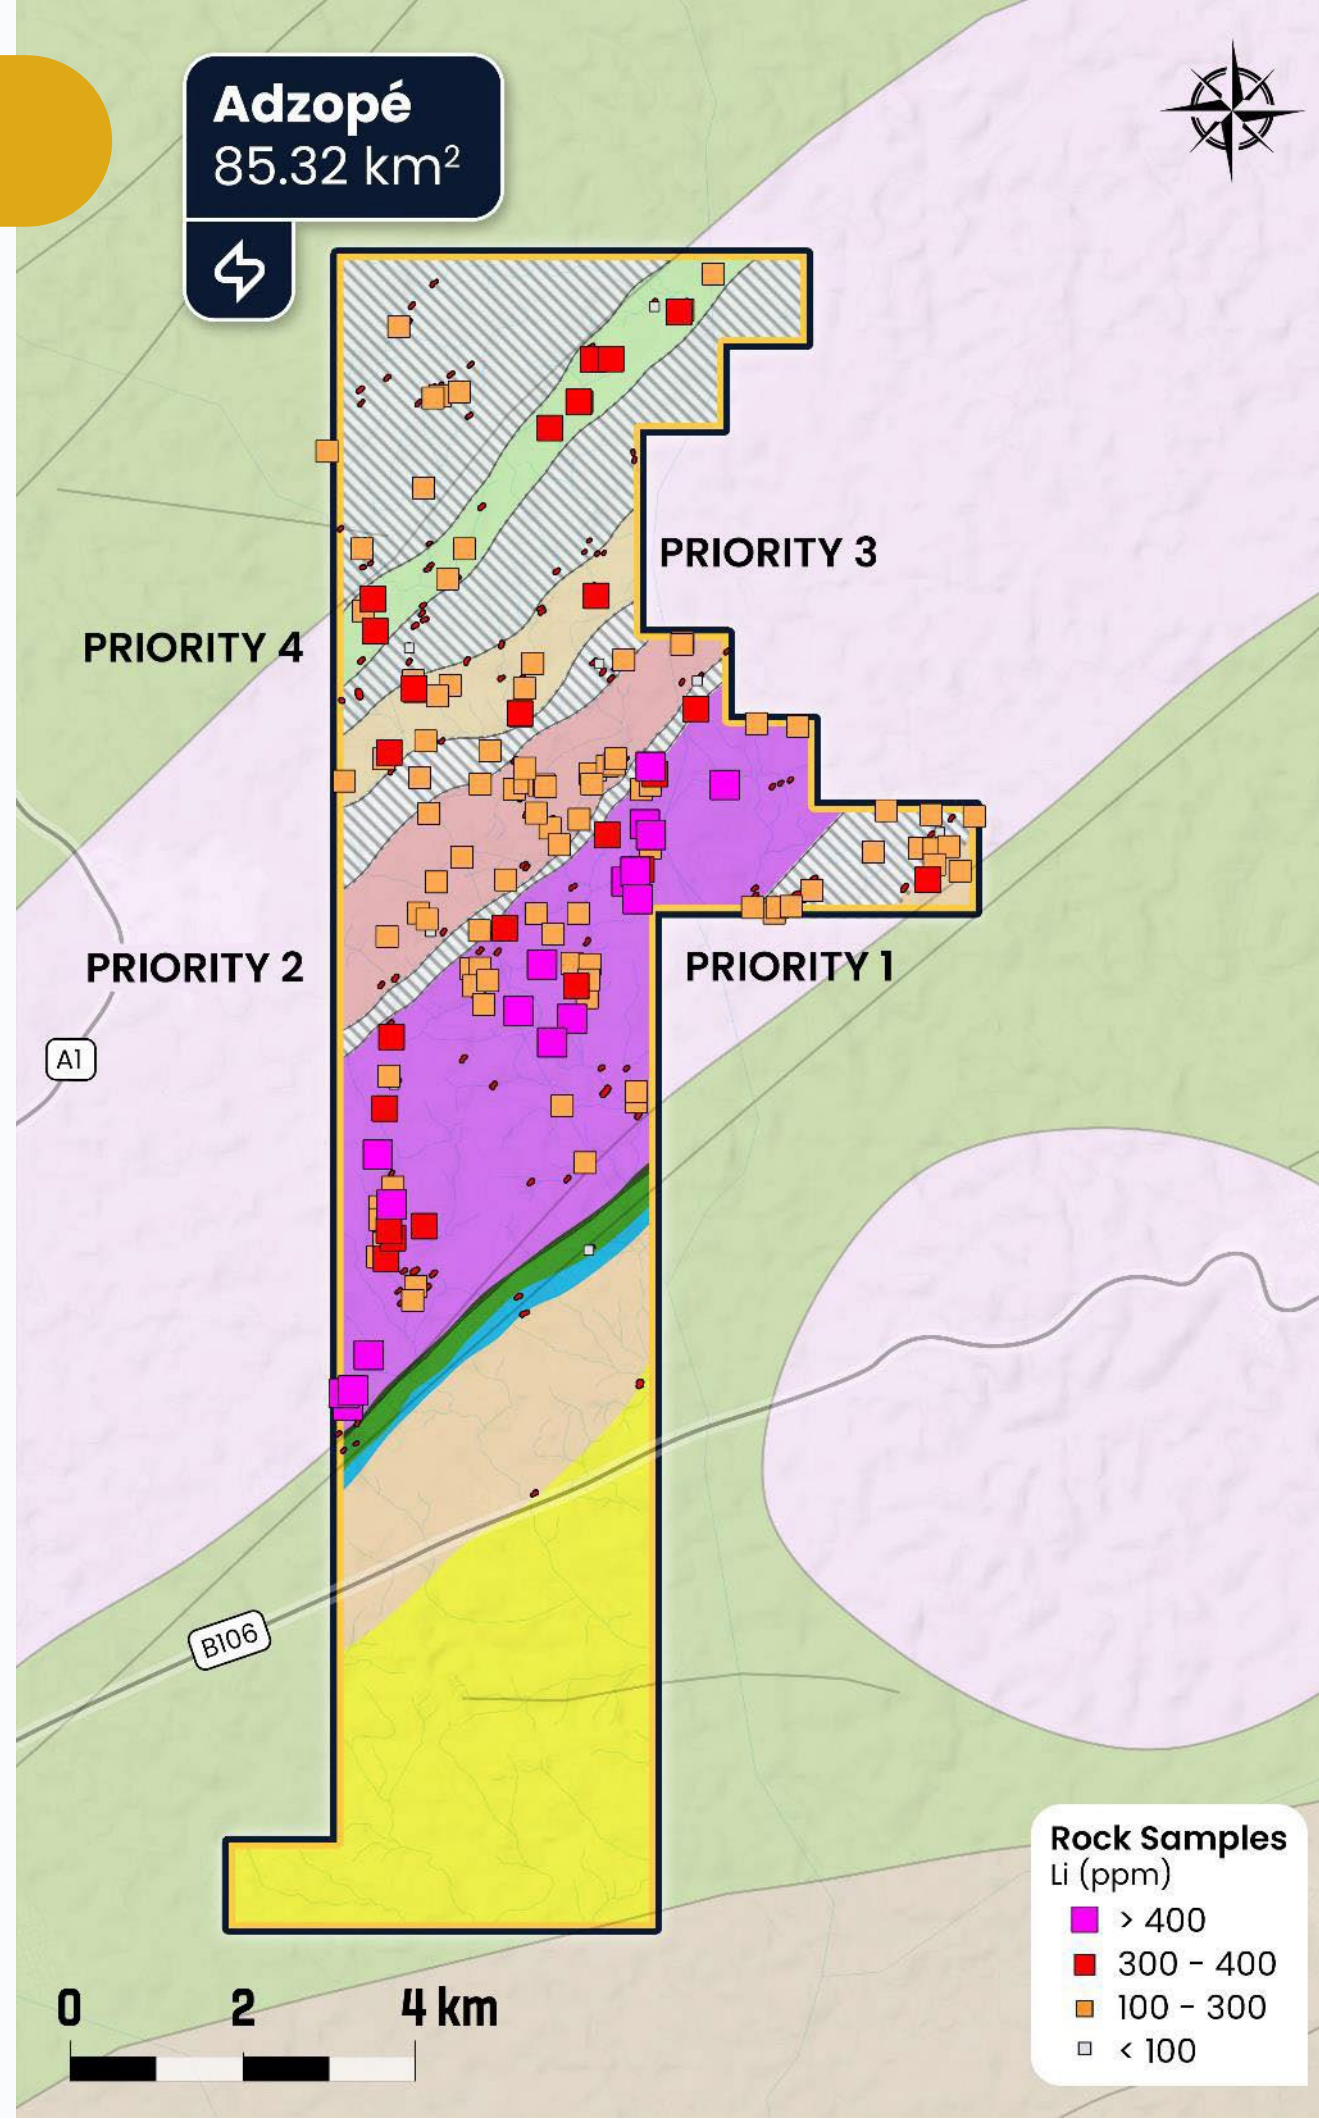 Adzopé
85.32 km²
PRIORITY 3
PRIORITY 4
PRIORITY 2
PRIORITY 1
A1
B106
Rock Samples
Li (ppm)
> 400
300 - 400
100 - 300
< 100
0 2 4 km